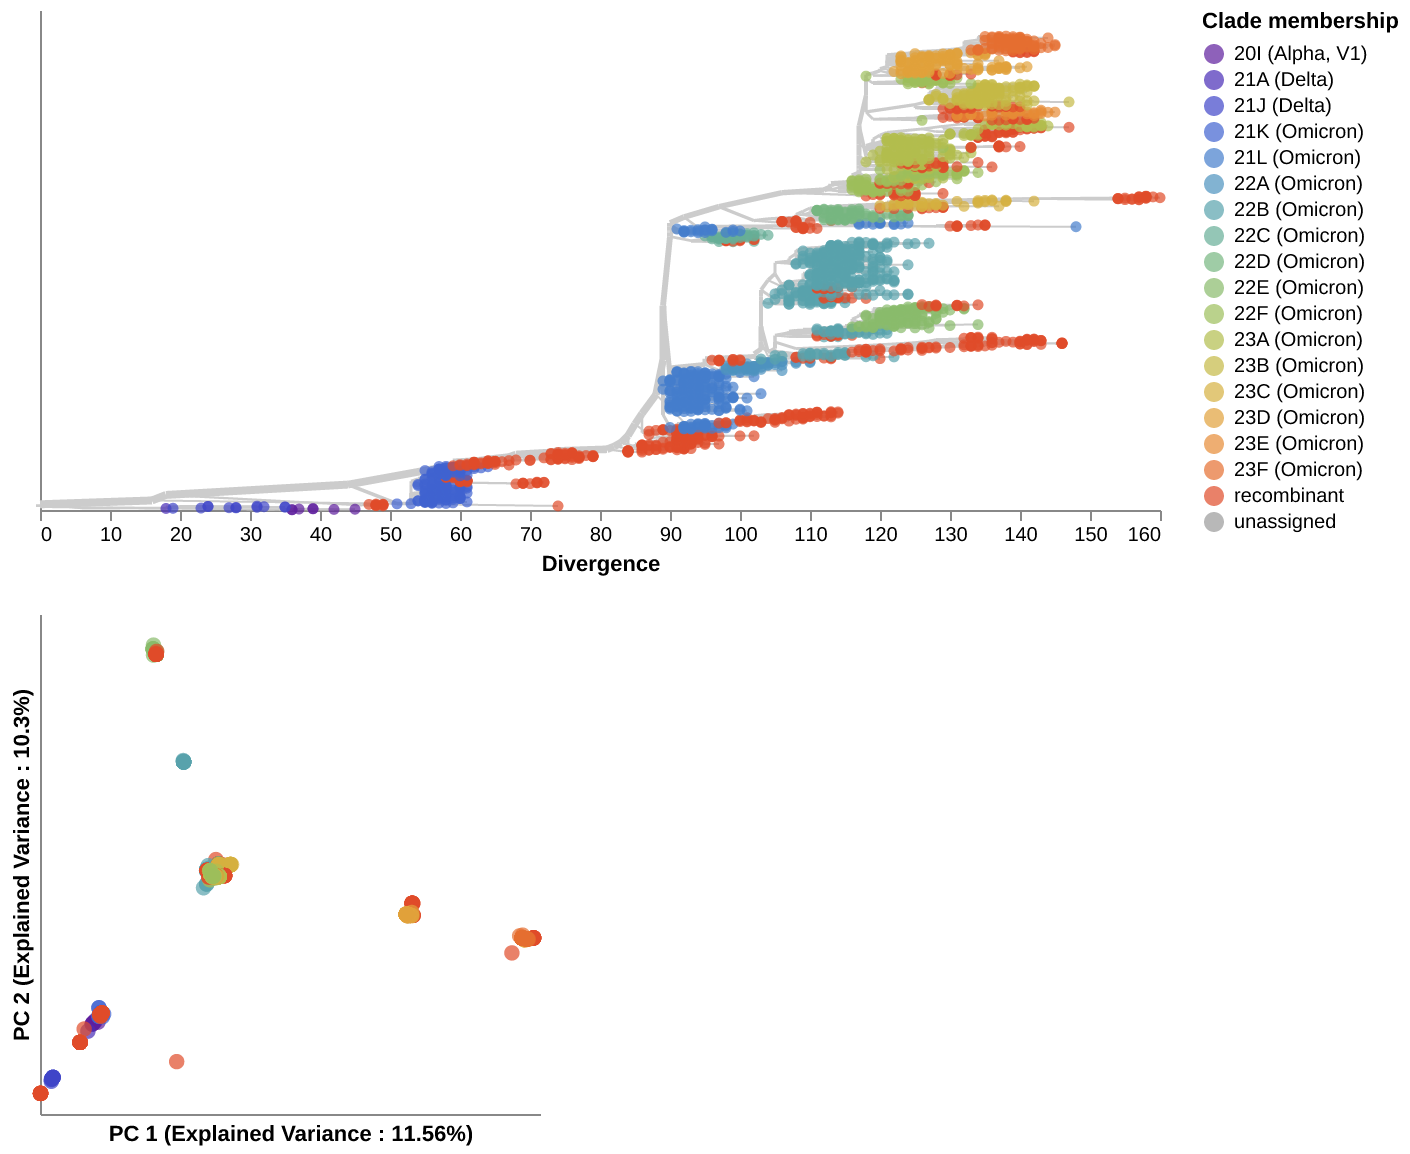 Clade membership
20I (Alpha, V1)
21A (Delta)
21J (Delta)
21K (Omicron)
21L (Omicron)
22A (Omicron)
22B (Omicron)
22C (Omicron)
22D (Omicron)
22E (Omicron)
22F (Omicron)
23A (Omicron)
23B (Omicron)
23C (Omicron)
23D (Omicron)
23E (Omicron)
23F (Omicron)
recombinant
unassigned
0 10 20 30 40 50 60 70 80 90 100 110 120 130 140 150 160
Divergence
PC 2 (Explained Variance : 10.3%)
PC 1 (Explained Variance : 11.56%)